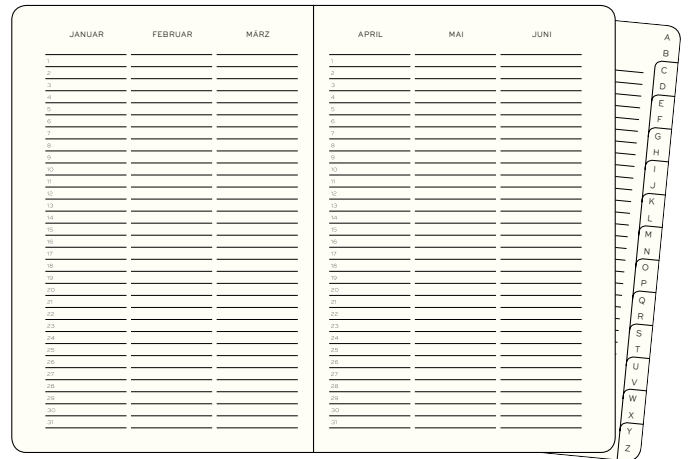 JANUAR FEBRUAR MÄRZ APRIL MAI JUNI
1 1
2 2
3 3
4 4
5 5
6 6
7 7
8 8
9 9
10 10
11 11
12 12
13 13
14 14
15 15
16 16
17 17
18 18
19 19
20 20
21 21
22 22
23 23
24 24
25 25
26 26
27 27
28 28
29 29
30 30
31 31
A
B
C
D
E
F
G
H
I
J
K
L
M
N
O
P
Q
R
S
T
U
V
W
X
Y
Z